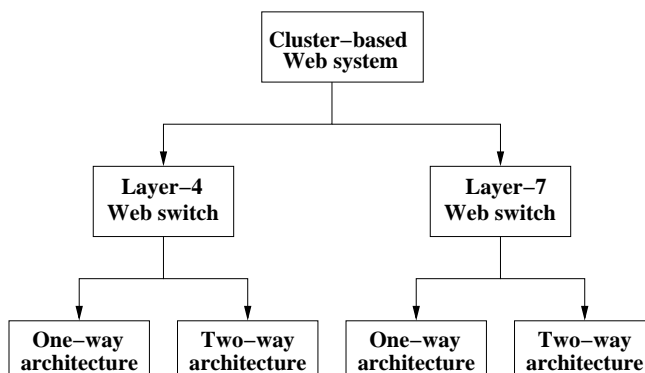 Cluster−based
Web system
Layer−4
Web switch
Layer−7
Web switch
One−way
architecture
Two−way
architecture
One−way
architecture
Two−way
architecture